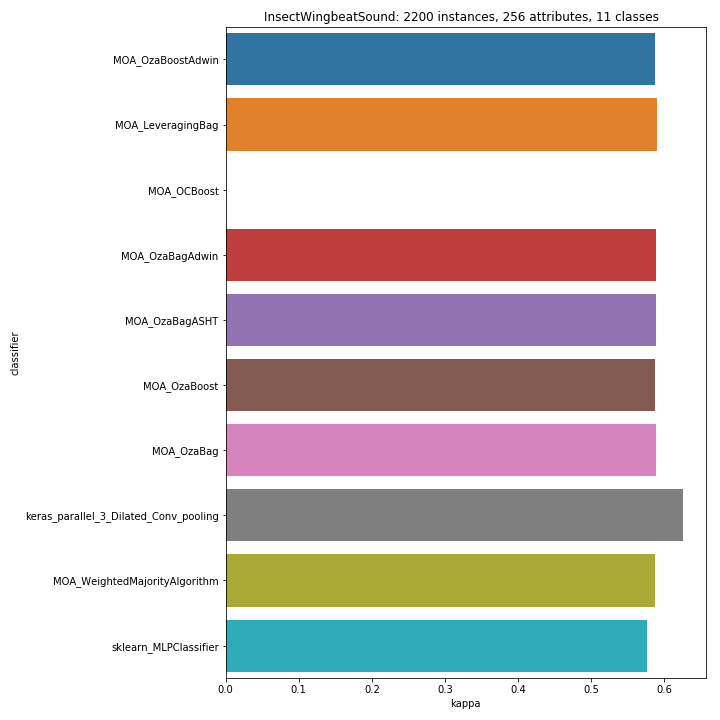 InsectWingbeatSound: 2200 instances, 256 attributes, 11 classes
classifier
MOA_OzaBoostAdwin
MOA_LeveragingBag
MOA_OCBoost
MOA_OzaBagAdwin
MOA_OzaBagASHT
MOA_OzaBoost
MOA_OzaBag
keras_parallel_3_Dilated_Conv_pooling
MOA_WeightedMajorityAlgorithm
sklearn_MLPClassifier
0.0 0.1 0.2 0.3 0.4 0.5 0.6
kappa